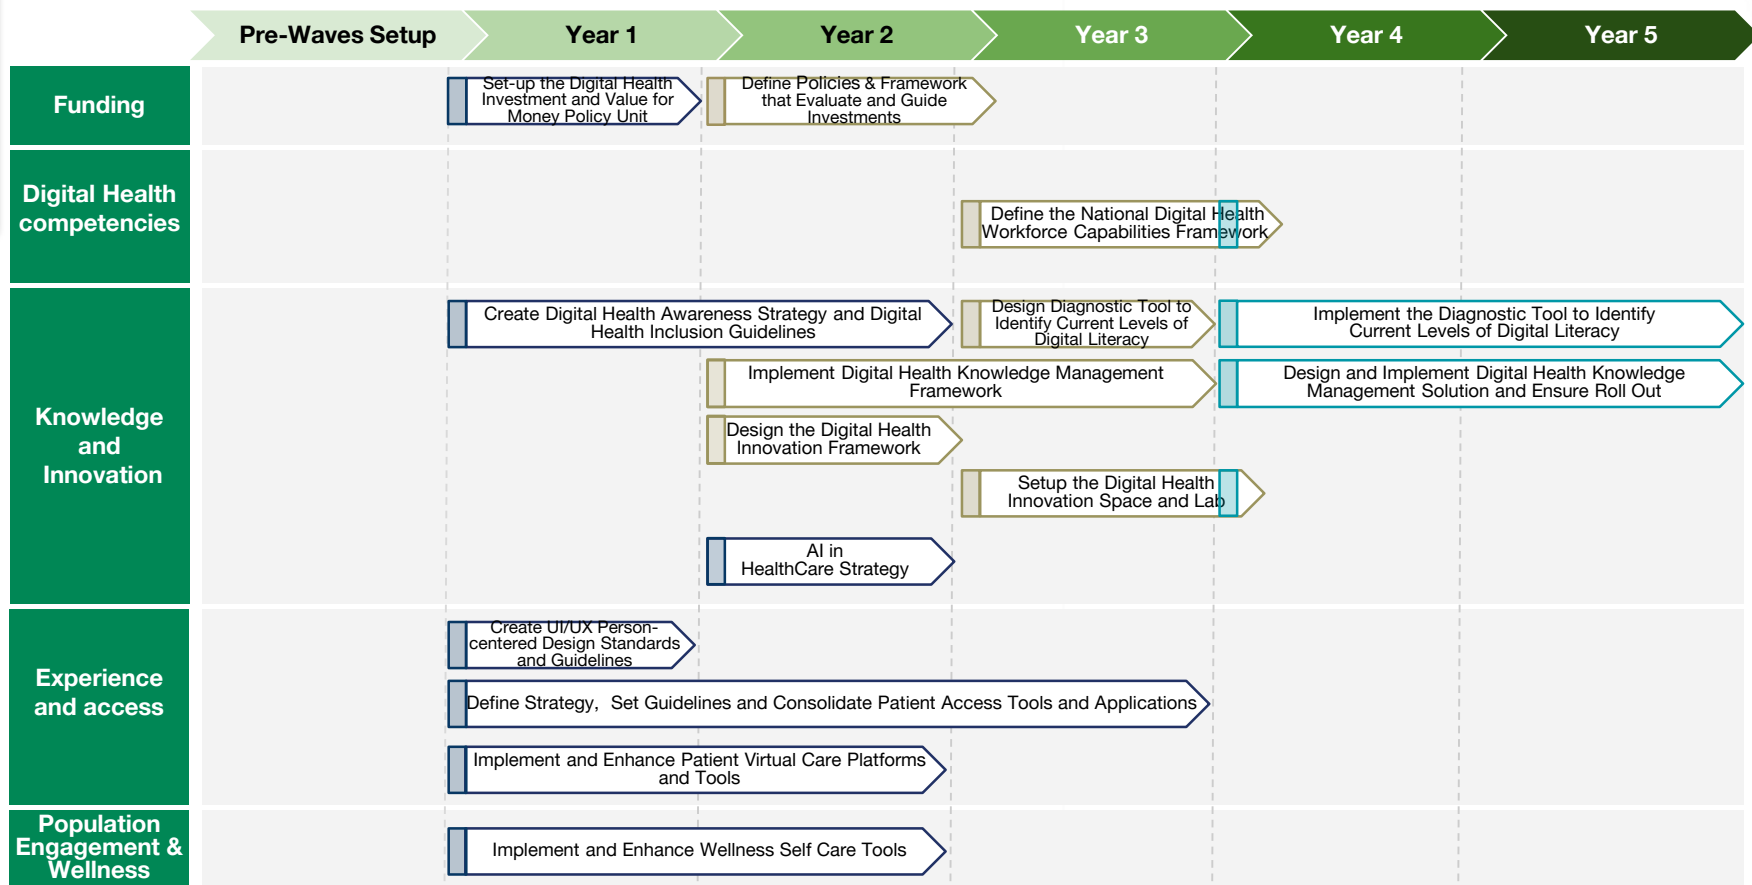 Pre-Waves Setup
Year 1
Year 2
Year 3
Year 4
Year 5
Funding
Set-up the Digital Health
Investment and Value for
Money Policy Unit
Define Policies & Framework
that Evaluate and Guide
Investments
Digital Health
competencies
Define the National Digital Health
Workforce Capabilities Framework
Knowledge
and
Innovation
Create Digital Health Awareness Strategy and Digital
Health Inclusion Guidelines
Design Diagnostic Tool to
Identify Current Levels of
Digital Literacy
Implement the Diagnostic Tool to Identify
Current Levels of Digital Literacy
Implement Digital Health Knowledge Management
Framework
Design and Implement Digital Health Knowledge
Management Solution and Ensure Roll Out
Design the Digital Health
Innovation Framework
Setup the Digital Health
Innovation Space and Lab
AI in
HealthCare Strategy
Experience
and access
Create UI/UX Person-
centered Design Standards
and Guidelines
Define Strategy, Set Guidelines and Consolidate Patient Access Tools and Applications
Implement and Enhance Patient Virtual Care Platforms
and Tools
Population
Engagement &
Wellness
Implement and Enhance Wellness Self Care Tools